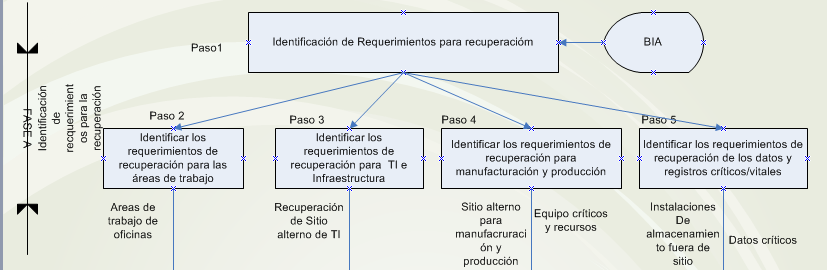 Identificación de Requerimientos para recuperacióm
BIA
Paso1
FASE A
Identificación
de
recquerimient
os para la
recuperación
Paso 2
Identificar los
requerimientos de
recuperación para las
áreas de trabajo
Paso 3
Identificar los
requerimientos de
recuperación para TI e
Infraestructura
Paso 4
Identificar los requerimientos de
recuperación para
manufacturación y producción
Paso 5
Identificar los requerimientos de
recuperación de los datos y
registros críticos/vitales
Areas de
trabajo de
oficinas
Recuperación
de Sitio
alterno de TI
Sitio alterno
para
manufacruraci
ón y
producción
Equipo críticos
y recursos
Instalaciones
De
almacenamien
to fuera de
sitio
Datos críticos